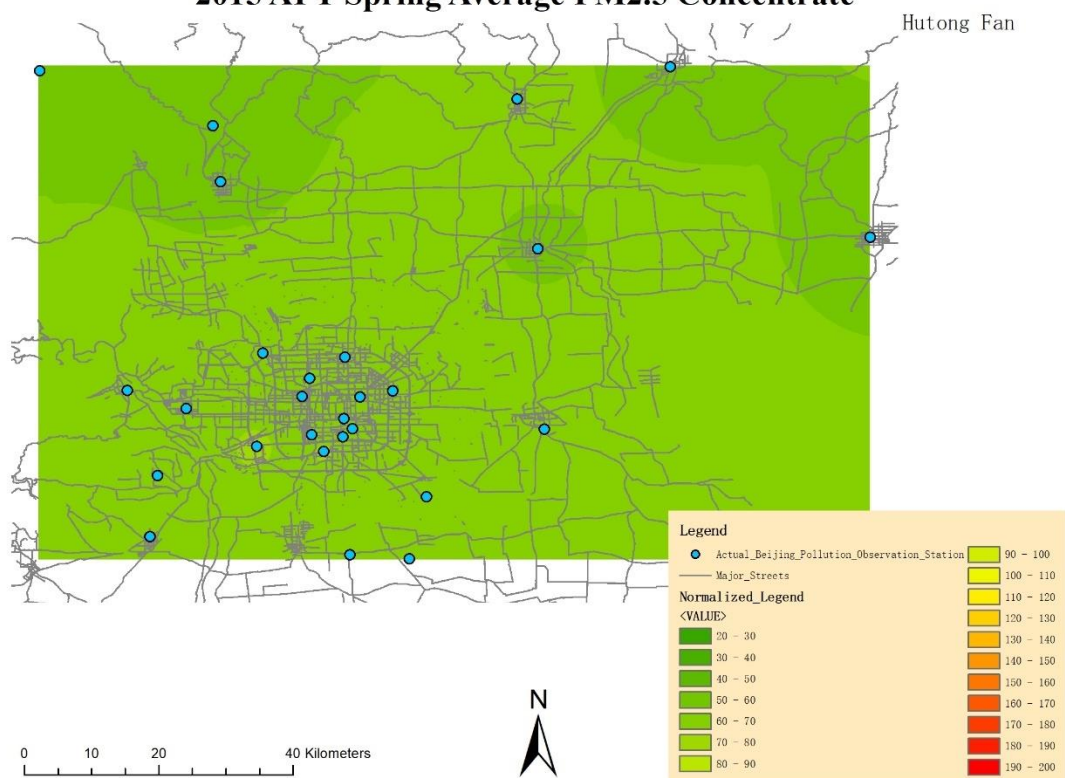 2015 APT Spring Average PM2.5 Concentrate
Hutong Fan
Legend
Actual_Beijing_Pollution_Observation_Station
Major_Streets
Normalized_Legend
<VALUE>
20 - 30
30 - 40
40 - 50
50 - 60
60 - 70
70 - 80
80 - 90
90 - 100
100 - 110
110 - 120
120 - 130
130 - 140
140 - 150
150 - 160
160 - 170
170 - 180
180 - 190
190 - 200
N
0 10 20 40 Kilometers